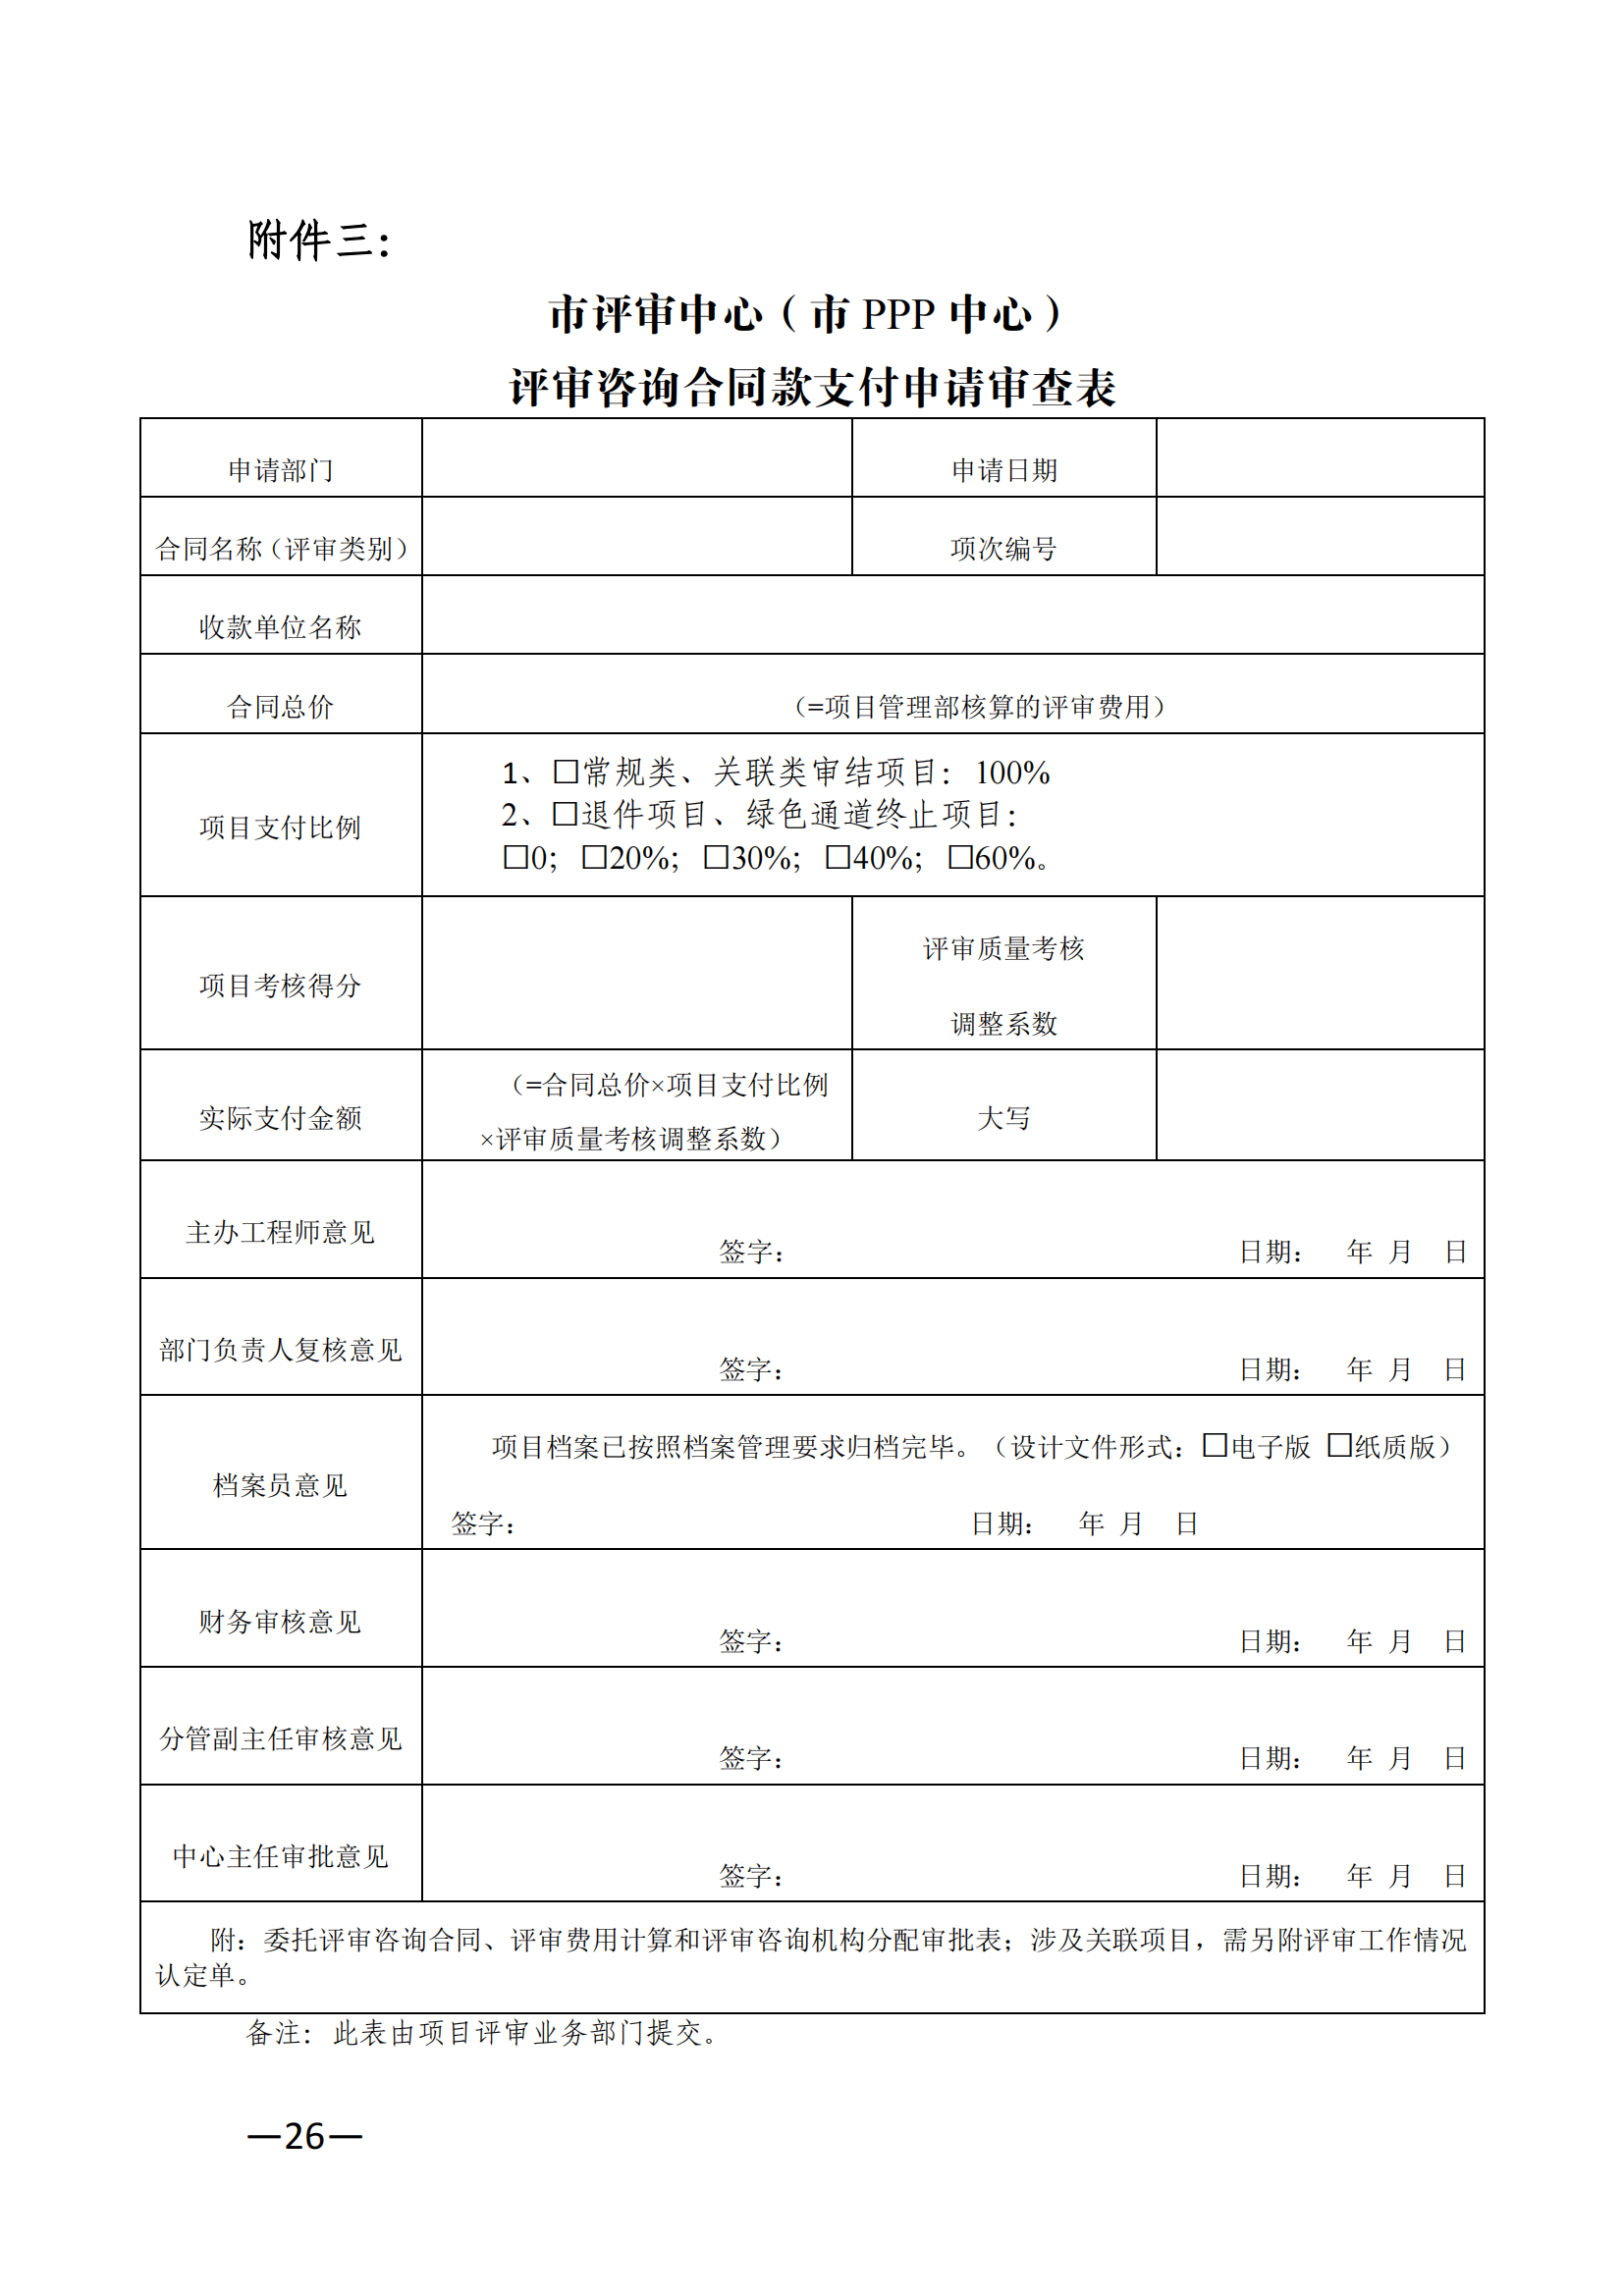 附件三：
市评审中心（市 PPP 中心）
评审咨询合同款支付申请审查表
申请部门 申请日期
合同名称（评审类别） 项次编号
收款单位名称
合同总价 （=项目管理部核算的评审费用）
项目支付比例
1、□常规类、关联类审结项目：100%
2、□退件项目、绿色通道终止项目：
□0；□20%；□30%；□40%；□60%。
项目考核得分
评审质量考核
调整系数
实际支付金额
（=合同总价×项目支付比例
×评审质量考核调整系数）
大写
主办工程师意见
签字： 日期： 年 月 日
部门负责人复核意见
签字： 日期： 年 月 日
档案员意见
项目档案已按照档案管理要求归档完毕。（设计文件形式：□电子版 □纸质版）
签字： 日期： 年 月 日
财务审核意见
签字： 日期： 年 月 日
分管副主任审核意见
签字： 日期： 年 月 日
中心主任审批意见
签字： 日期： 年 月 日
附：委托评审咨询合同、评审费用计算和评审咨询机构分配审批表；涉及关联项目，需另附评审工作情况
认定单。
备注：此表由项目评审业务部门提交。
—26—